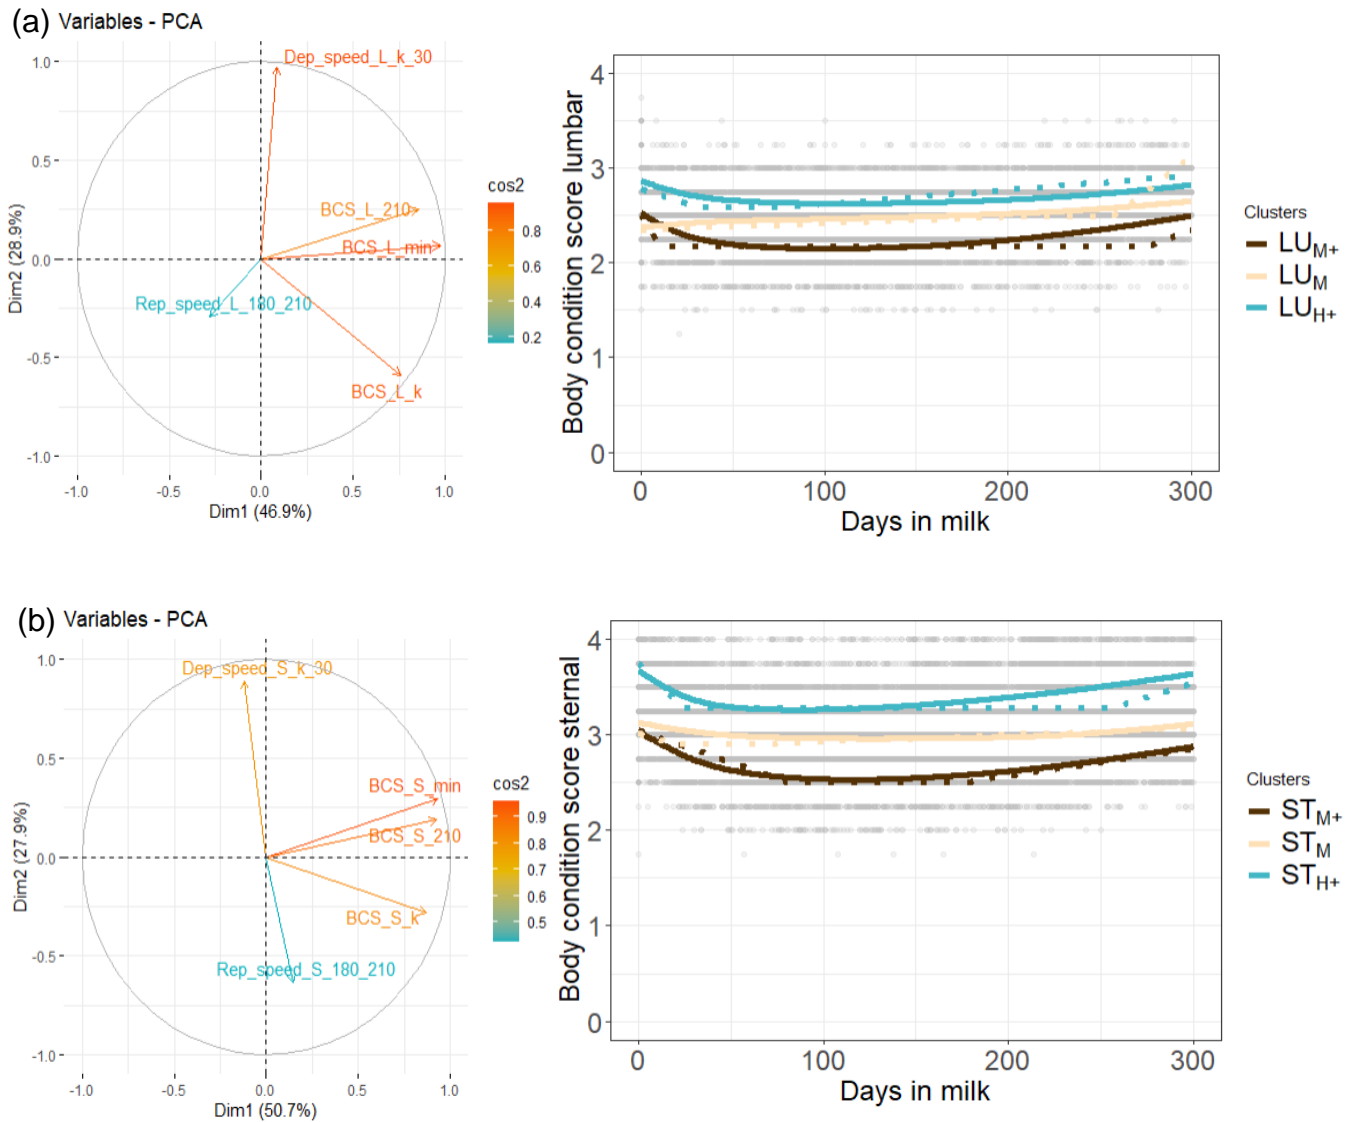 (a) Variables - PCA
Dep_speed_L_k_30
BCS_L_210
BCS_L_min
Rep_speed_L_180_210
BCS_L_k
1.0
0.5
0.0
-0.5
-1.0
Dim2 (28.9%)
-1.0 -0.5 0.0 0.5 1.0
Dim1 (46.9%)
cos2
0.8
0.6
0.4
0.2
Body condition score lumbar
4
3
2
1
0
0 100 200 300
Days in milk
Clusters
LU M+
LU M
LU H+
(b) Variables - PCA
Dep_speed_S_k_30
BCS_S_min
BCS_S_210
BCS_S_k
Rep_speed_S_180_210
1.0
0.5
0.0
-0.5
-1.0
Dim2 (27.9%)
-1.0 -0.5 0.0 0.5 1.0
Dim1 (50.7%)
cos2
0.9
0.8
0.7
0.6
0.5
Body condition score sternal
4
3
2
1
0
0 100 200 300
Days in milk
Clusters
ST M+
ST M
ST H+